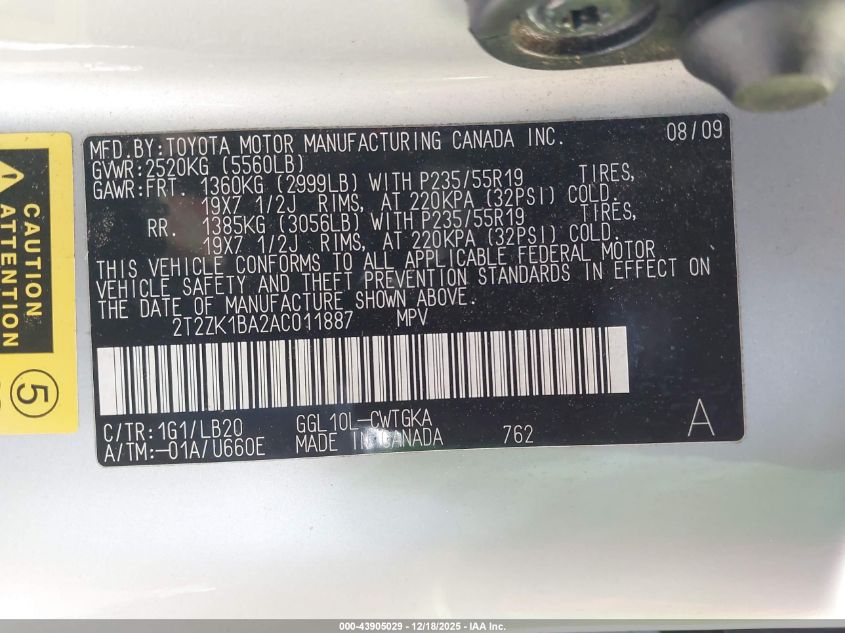 MFD.BY:TOYOTA MOTOR MANUFACTURING CANADA INC. 08/09
GVWR:2520KG (5560LB)
GAWR:FRT. 1360KG (2999LB) WITH P235/55R19 TIRES,
19X7 1/2J RIMS, AT 220KPA (32PSI) COLD.
RR. 1385KG (3056LB) WITH P235/55R19 TIRES,
19X7 1/2J RIMS, AT 220KPA (32PSI) COLD.
THIS VEHICLE CONFORMS TO ALL APPLICABLE FEDERAL MOTOR
VEHICLE SAFETY AND THEFT PREVENTION STANDARDS IN EFFECT ON
THE DATE OF MANUFACTURE SHOWN ABOVE.
2T2ZK1BA2AC011887 MPV
C/TR:1G1/LB20 GGL10L-CWTGKA
A/TM:-01A/U660E MADE IN CANADA 762 A
CAUTION
5
000-43905029 - 12/18/2025 - IAA Inc.